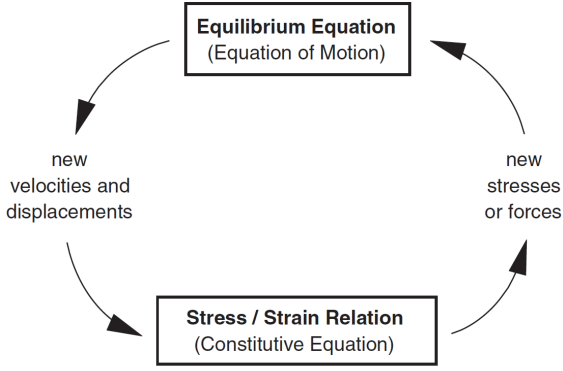 Equilibrium Equation
(Equation of Motion)
new
velocities and
displacements
new
stresses
or forces
Stress / Strain Relation
(Constitutive Equation)